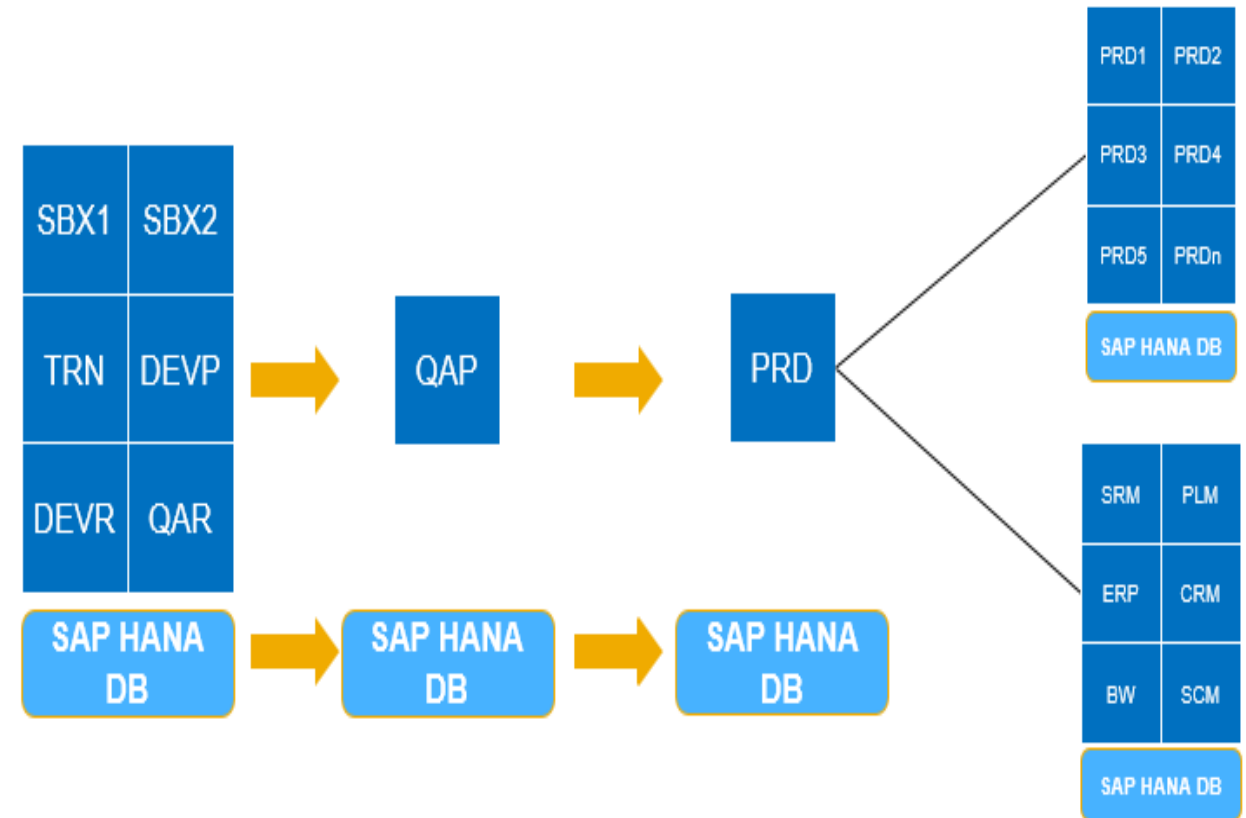 SBX1 SBX2
TRN DEVP
DEVR QAR
SAP HANA
DB
QAP
SAP HANA
DB
PRD
SAP HANA
DB
PRD1 PRD2
PRD3 PRD4
PRD5 PRDn
SAP HANA DB
SRM PLM
ERP CRM
BW SCM
SAP HANA DB